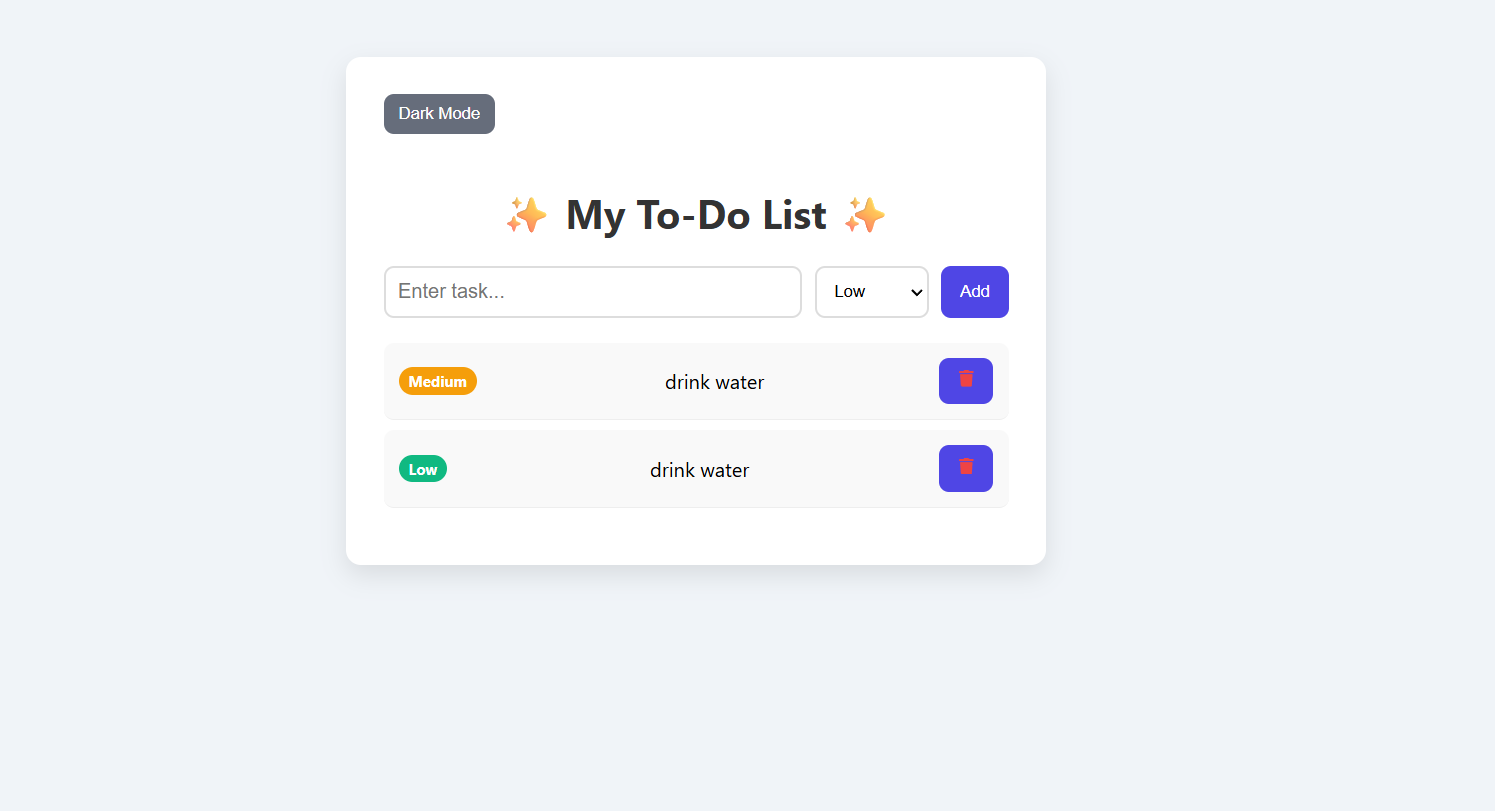 Dark Mode
✨ My To-Do List ✨
Enter task... Low Add
Medium drink water
Low drink water